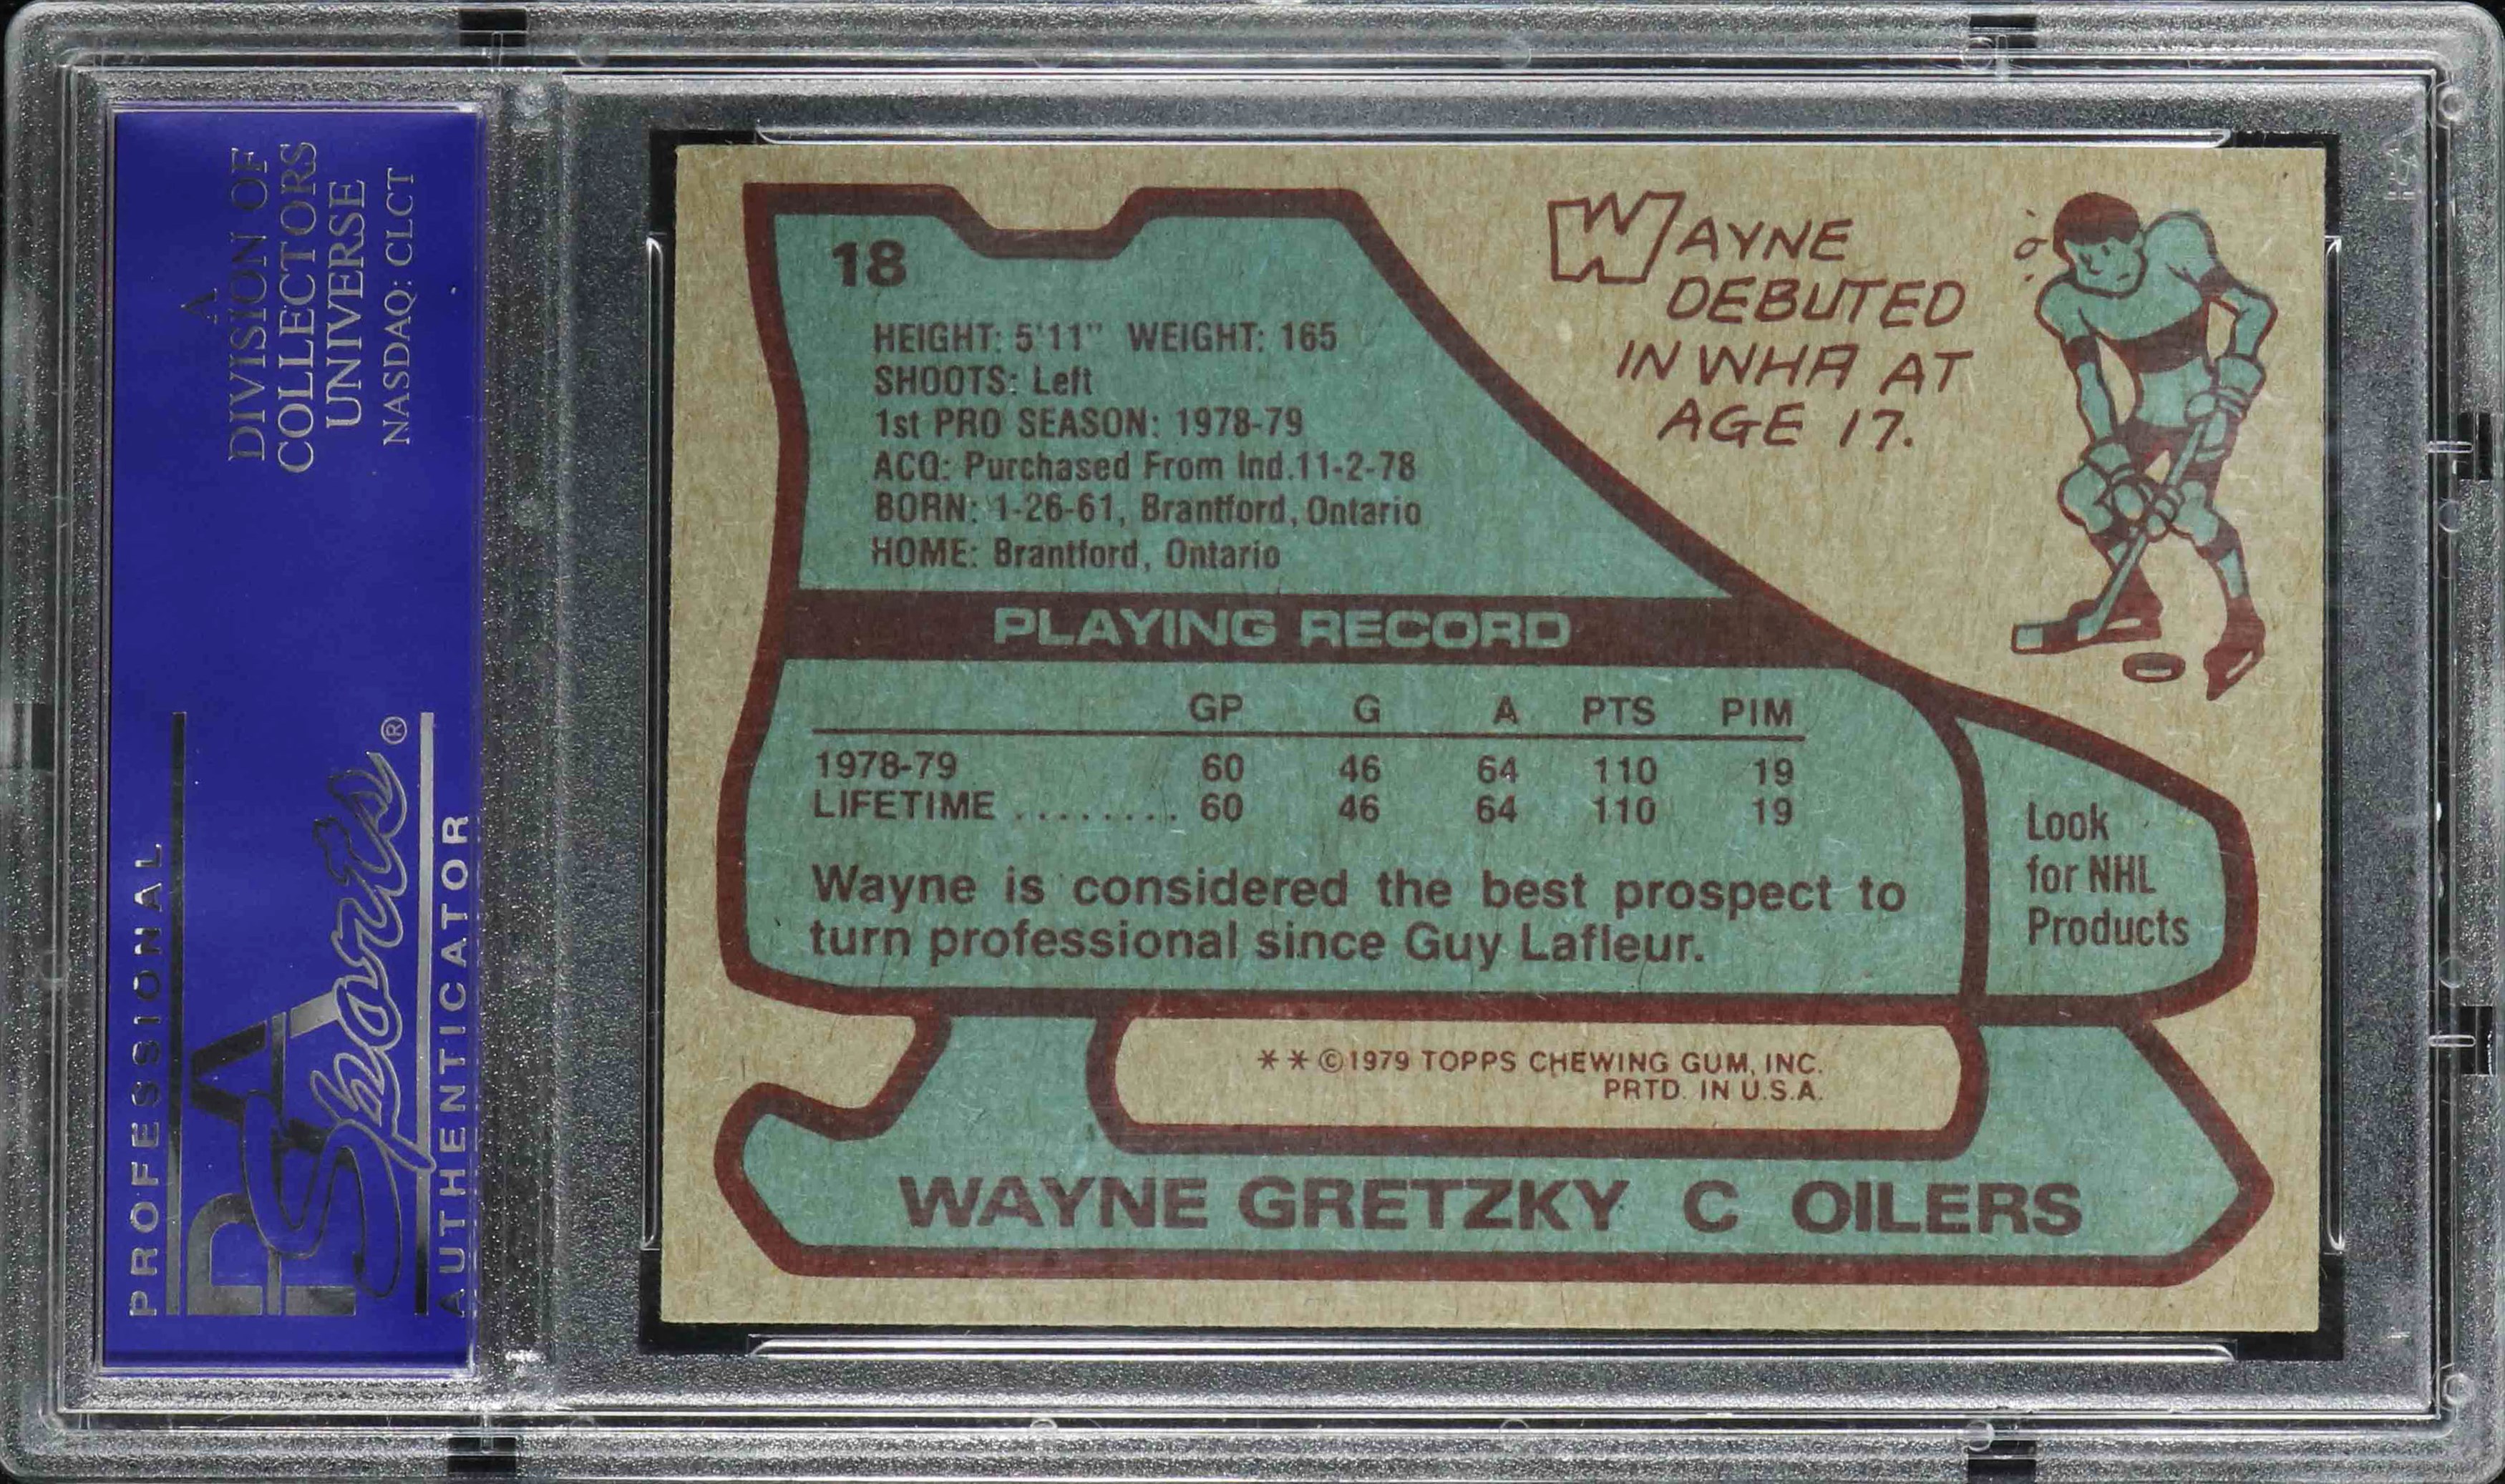 A
DIVISION OF
COLLECTORS
UNIVERSE
NASDAQ: CLCT
PROFESSIONAL
PSA
Sports®
AUTHENTICATOR
18
HEIGHT: 5'11" WEIGHT: 165
SHOOTS: Left
1st PRO SEASON: 1978-79
ACQ: Purchased From Ind.11-2-78
BORN: 1-26-61, Brantford, Ontario
HOME: Brantford, Ontario
WAYNE
DEBUTED
IN WHA AT
AGE 17.
PLAYING RECORD
GP G A PTS PIM
1978-79 60 46 64 110 19
LIFETIME ........ 60 46 64 110 19
Wayne is considered the best prospect to
turn professional since Guy Lafleur.
Look
for NHL
Products
**©1979 TOPPS CHEWING GUM, INC.
PRTD. IN U.S.A.
WAYNE GRETZKY C OILERS